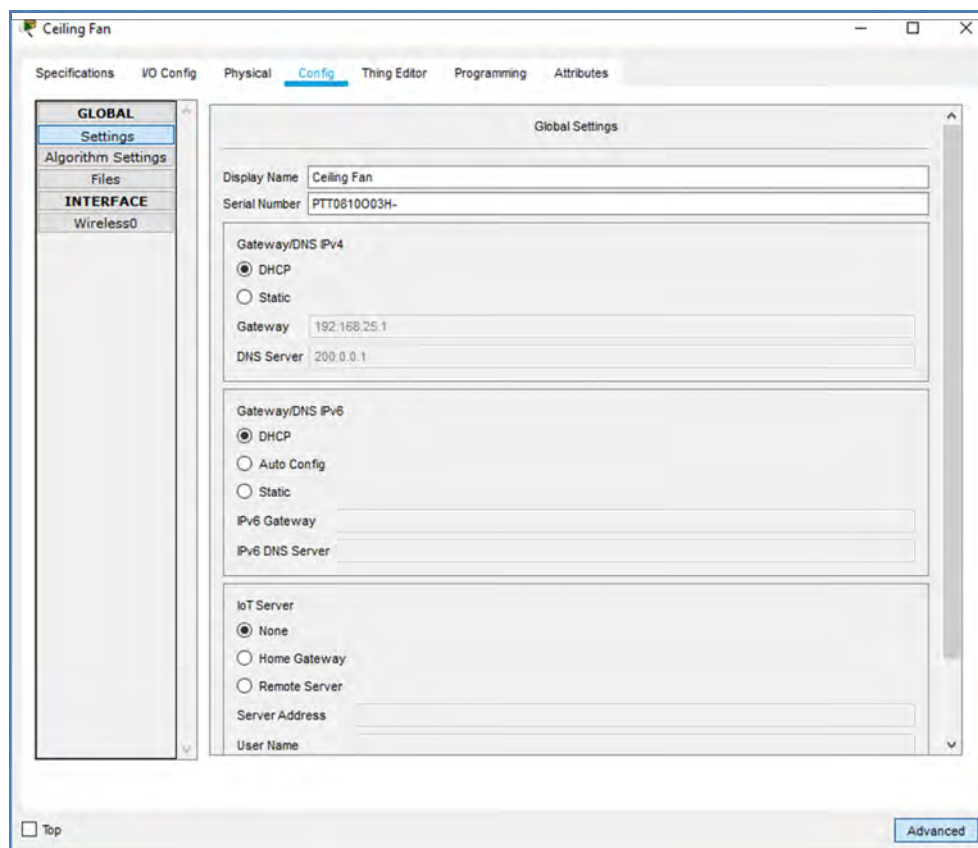 Ceiling Fan
Specifications I/O Config Physical Config Thing Editor Programming Attributes
GLOBAL
Settings
Algorithm Settings
Files
INTERFACE
Wireless0
Global Settings
Display Name Ceiling Fan
Serial Number PTT0810O03H-
Gateway/DNS IPv4
DHCP
Static
Gateway 192.168.25.1
DNS Server 200.0.0.1
Gateway/DNS IPv6
DHCP
Auto Config
Static
IPv6 Gateway
IPv6 DNS Server
IoT Server
None
Home Gateway
Remote Server
Server Address
User Name
Top
Advanced